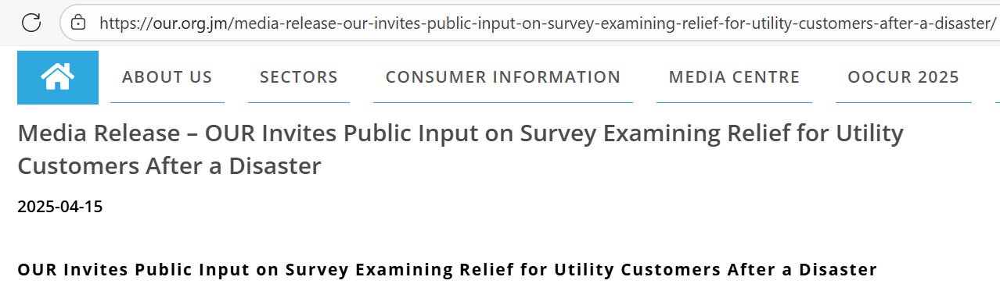 https://our.org.jm/media-release-our-invites-public-input-on-survey-examining-relief-for-utility-customers-after-a-disaster/
ABOUT US SECTORS CONSUMER INFORMATION MEDIA CENTRE OOCUR 2025
Media Release – OUR Invites Public Input on Survey Examining Relief for Utility
Customers After a Disaster
2025-04-15
OUR Invites Public Input on Survey Examining Relief for Utility Customers After a Disaster